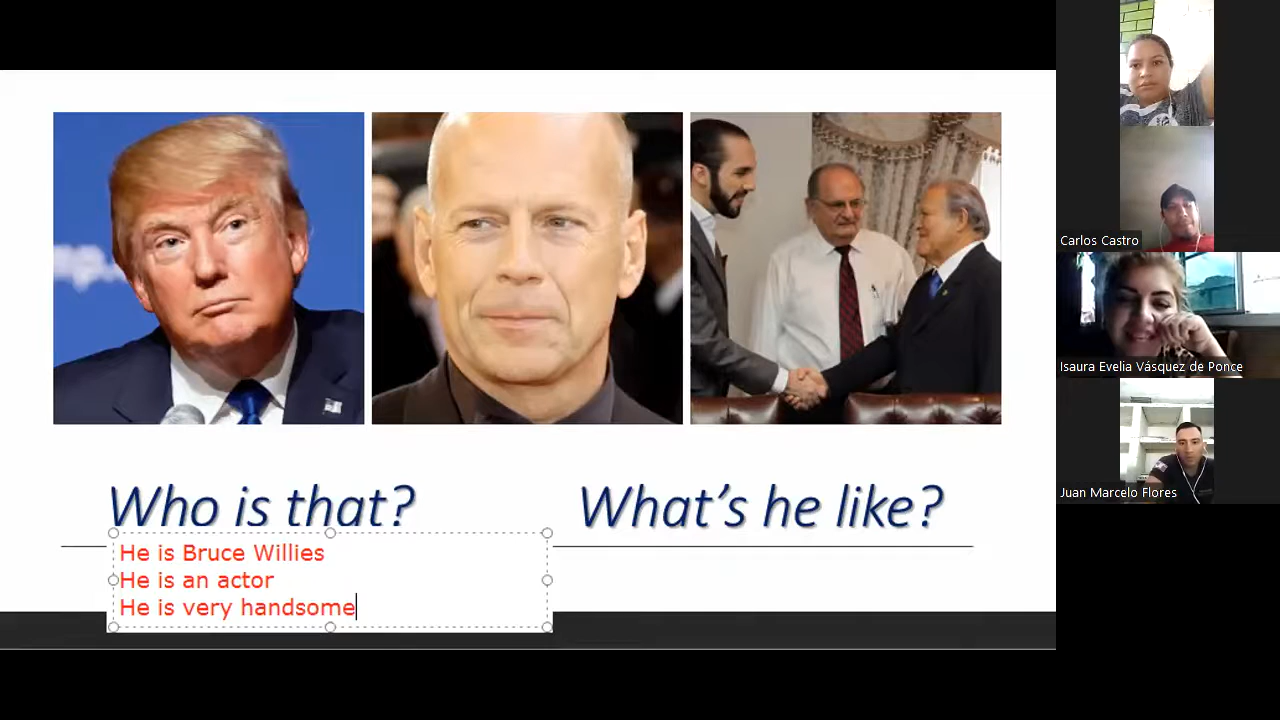 mp.c
Who is that?
What's he like?
He is Bruce Willies
He is an actor
He is very handsome
Carlos Castro
Isaura Evelia Vásquez de Ponce
Juan Marcelo Flores